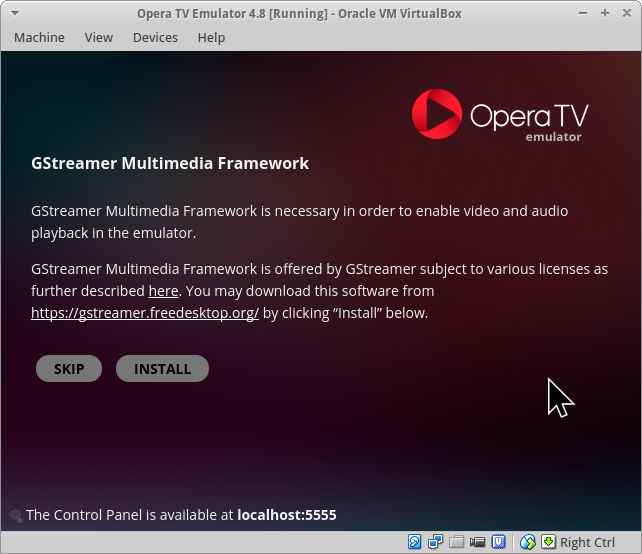 Opera TV Emulator 4.8 [Running] - Oracle VM VirtualBox
Machine View Devices Help
OperaTV
emulator
GStreamer Multimedia Framework
GStreamer Multimedia Framework is necessary in order to enable video and audio
playback in the emulator.
GStreamer Multimedia Framework is offered by GStreamer subject to various licenses as
further described here. You may download this software from
https://gstreamer.freedesktop.org/ by clicking “Install” below.
SKIP INSTALL
The Control Panel is available at localhost:5555
Right Ctrl